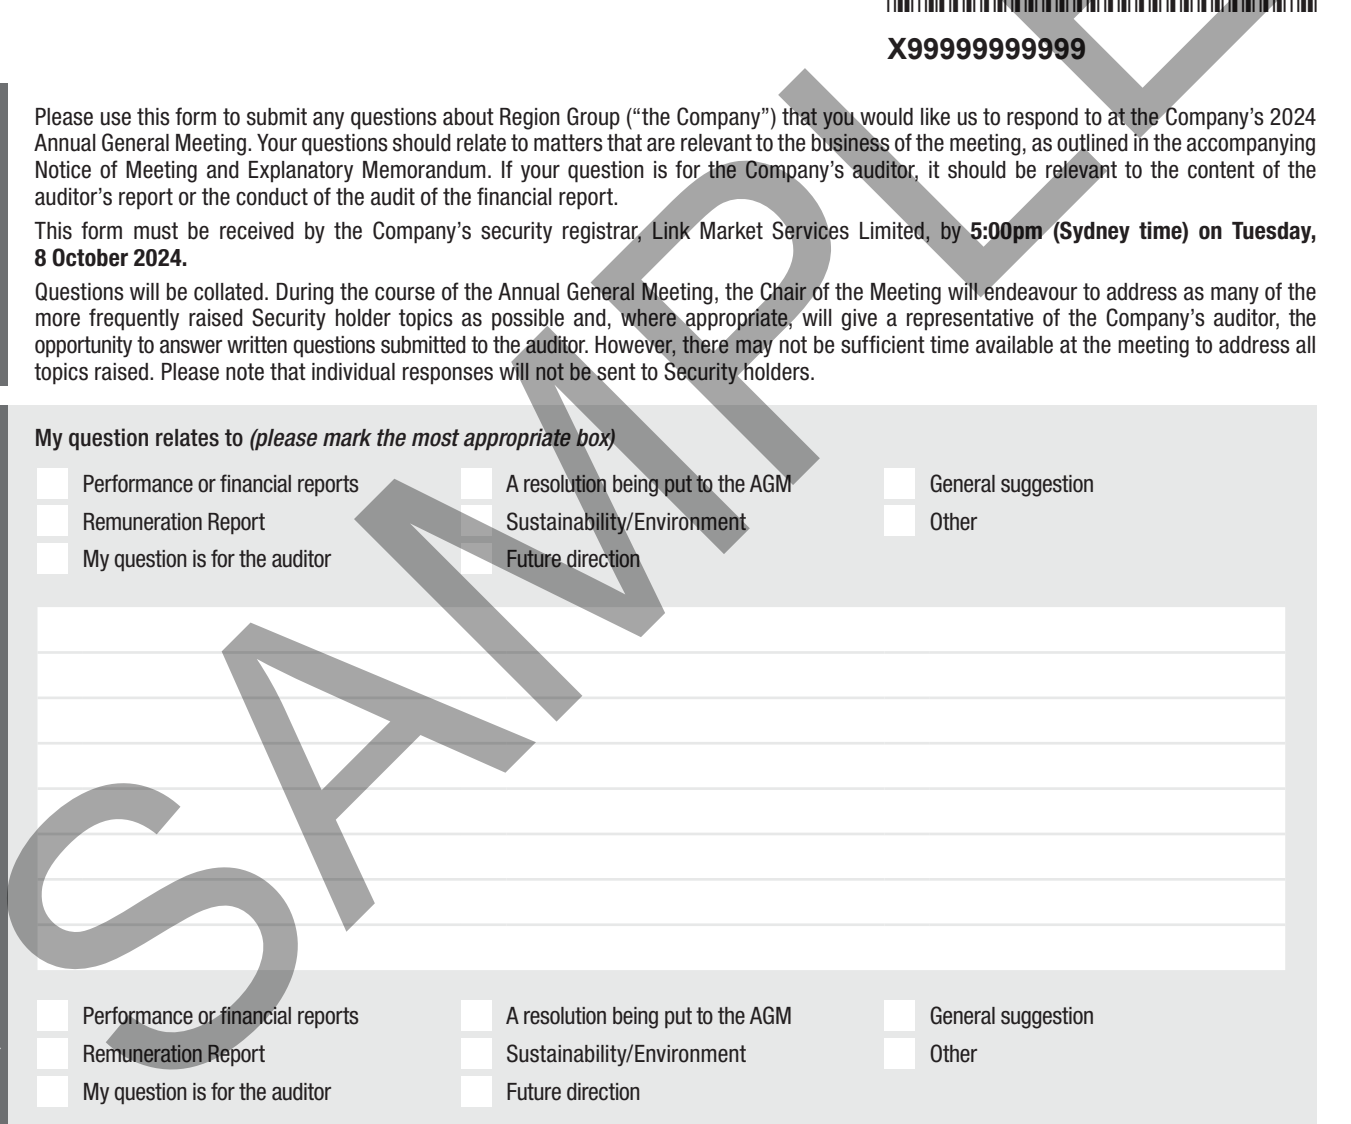 X99999999999
Please use this form to submit any questions about Region Group (“the Company”) that you would like us to respond to at the Company’s 2024
Annual General Meeting. Your questions should relate to matters that are relevant to the business of the meeting, as outlined in the accompanying
Notice of Meeting and Explanatory Memorandum. If your question is for the Company’s auditor, it should be relevant to the content of the
auditor’s report or the conduct of the audit of the financial report.
This form must be received by the Company’s security registrar, Link Market Services Limited, by 5:00pm (Sydney time) on Tuesday,
8 October 2024.
Questions will be collated. During the course of the Annual General Meeting, the Chair of the Meeting will endeavour to address as many of the
more frequently raised Security holder topics as possible and, where appropriate, will give a representative of the Company’s auditor, the
opportunity to answer written questions submitted to the auditor. However, there may not be sufficient time available at the meeting to address all
topics raised. Please note that individual responses will not be sent to Security holders.
My question relates to (please mark the most appropriate box)
Performance or financial reports A resolution being put to the AGM General suggestion
Remuneration Report Sustainability/Environment Other
My question is for the auditor Future direction
Performance or financial reports A resolution being put to the AGM General suggestion
Remuneration Report Sustainability/Environment Other
My question is for the auditor Future direction
SAMPLE